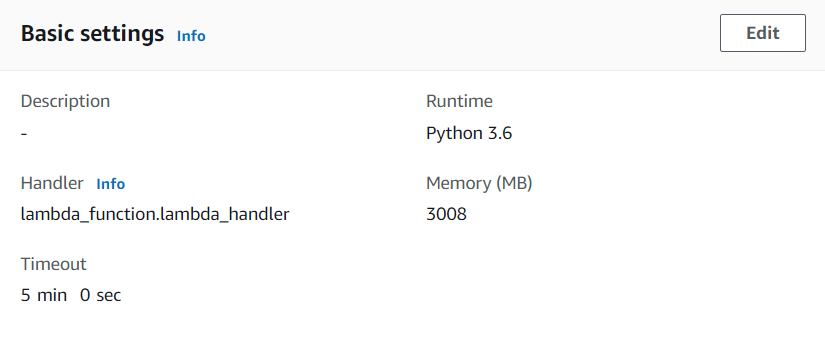 Basic settings Info
Edit
Description
-
Runtime
Python 3.6
Handler Info
lambda_function.lambda_handler
Memory (MB)
3008
Timeout
5 min 0 sec